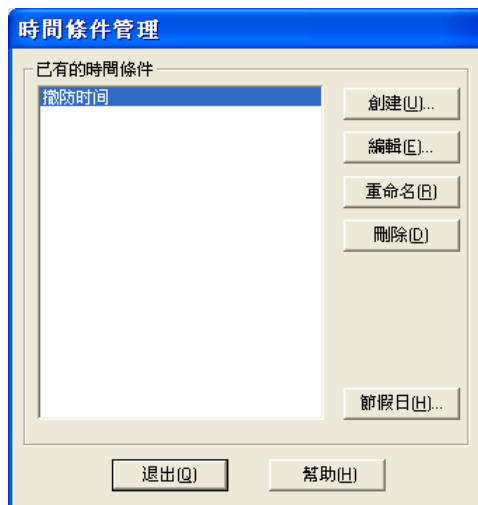 時間條件管理
已有的時間條件
撤防时间
創建(U)...
編輯(E)...
重命名(R)
刪除(D)
節假日(H)...
退出(Q)
幫助(H)